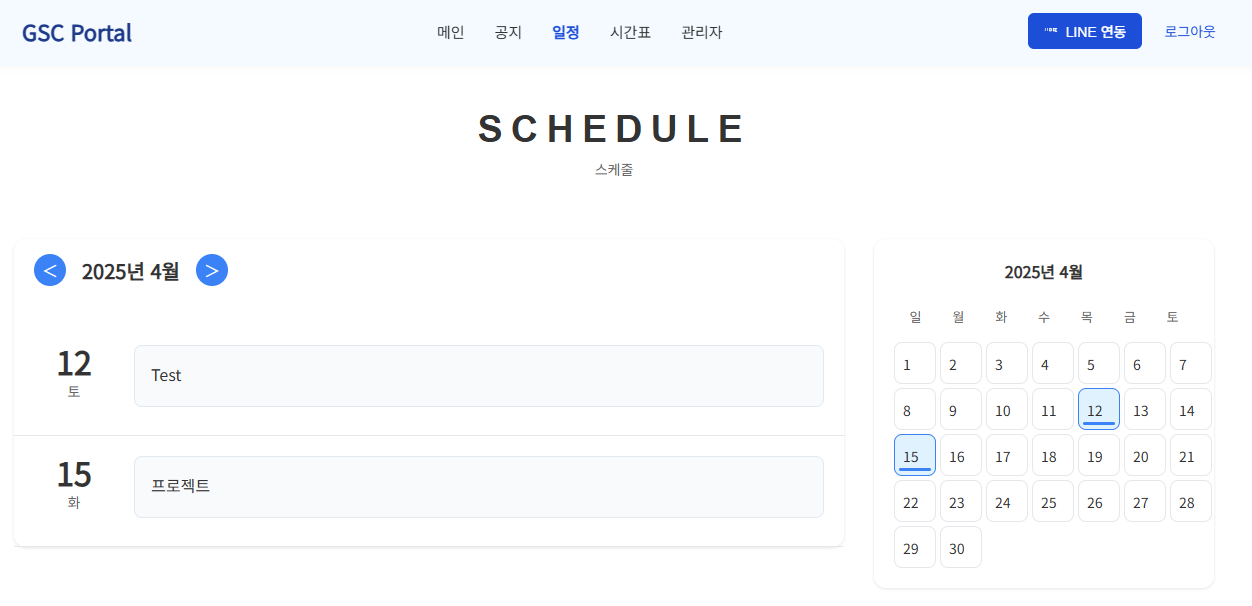 GSC Portal
메인 공지 일정 시간표 관리자
LINE 연동 로그아웃
SCHEDULE
스케줄
< 2025년 4월 >
12
토
Test
15
화
프로젝트
2025년 4월
일 월 화 수 목 금 토
1 2 3 4 5 6 7
8 9 10 11 12 13 14
15 16 17 18 19 20 21
22 23 24 25 26 27 28
29 30